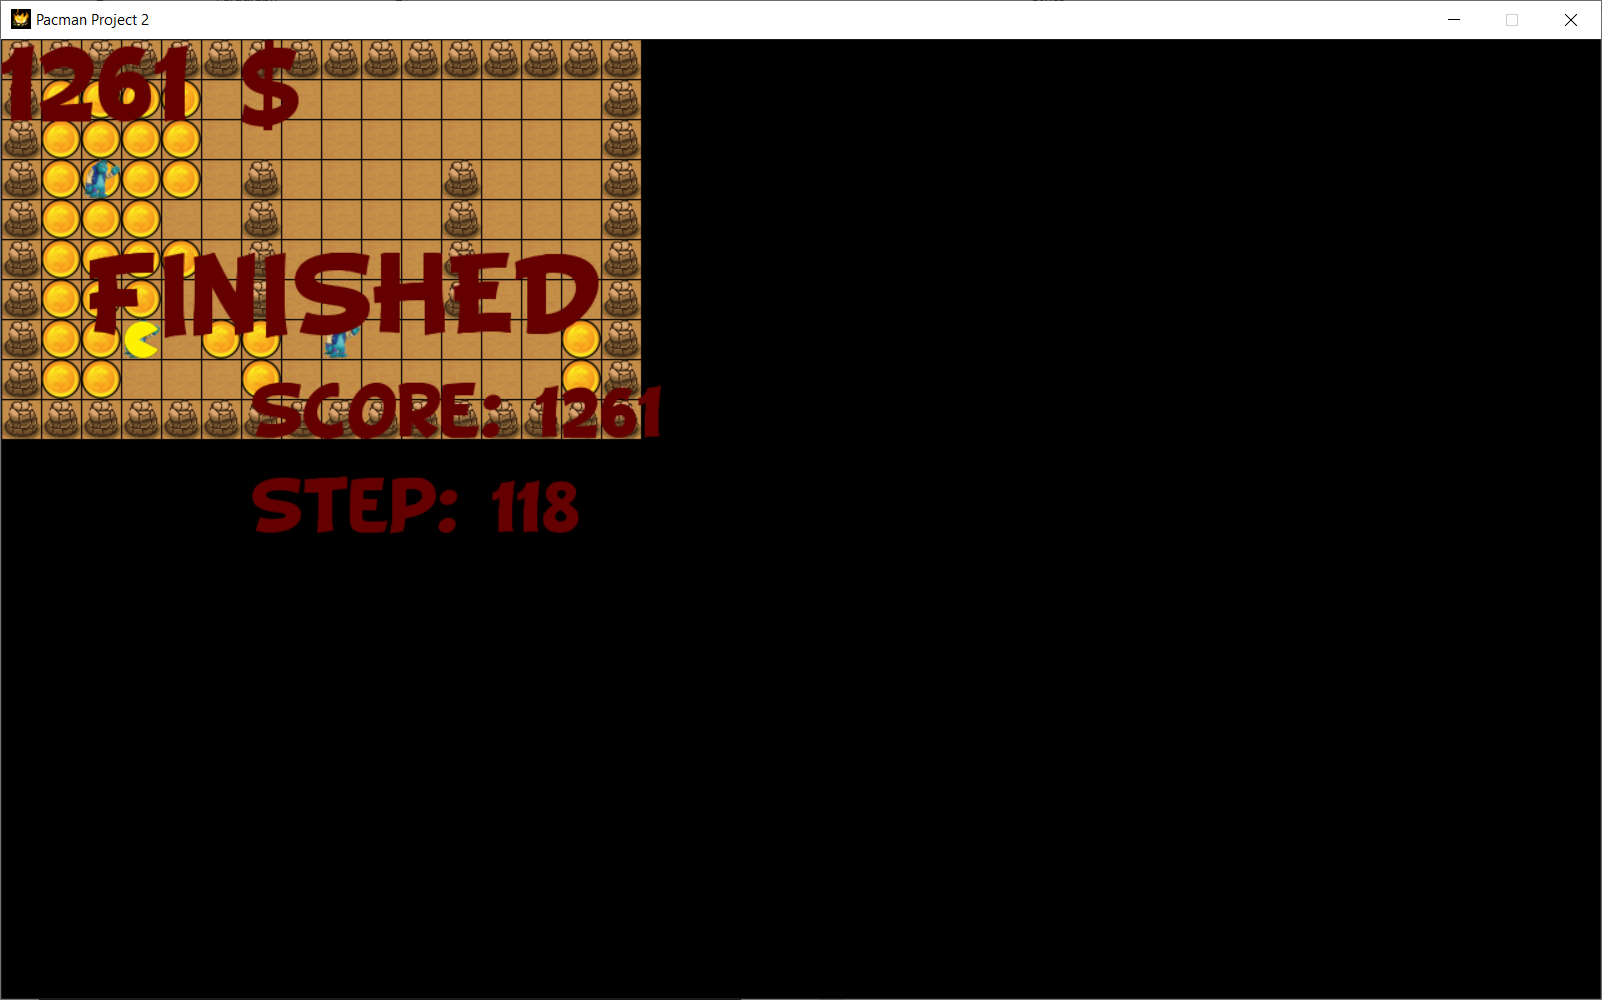 Pacman Project 2
1261 $
FINISHED
SCORE: 1261
STEP: 118